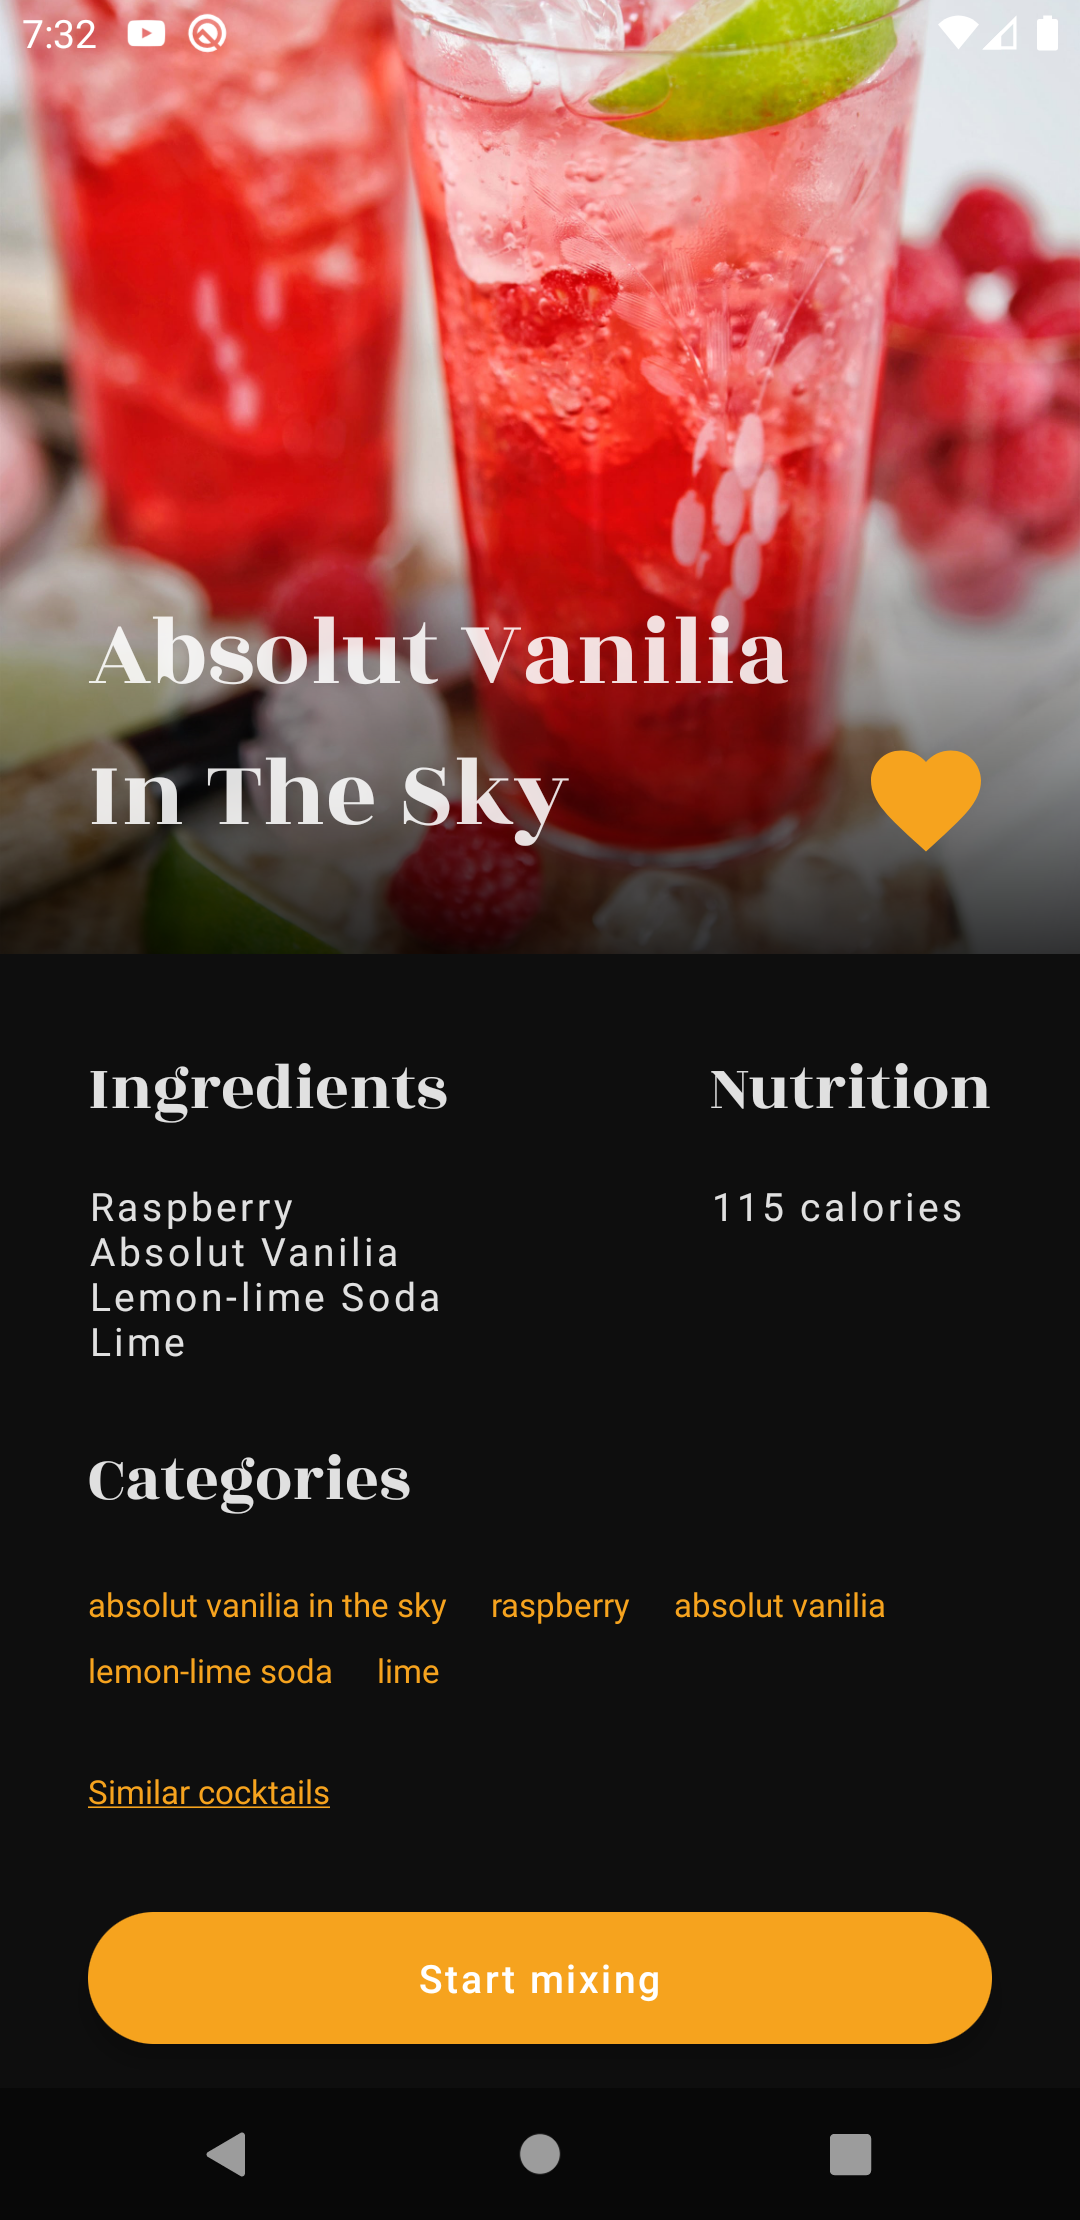 7:32
Absolut Vanilia
In The Sky
Ingredients
Nutrition
Raspberry
115 calories
Absolut Vanilia
Lemon-lime Soda
Lime
Categories
absolut vanilia in the sky raspberry absolut vanilia
lemon-lime soda lime
Similar cocktails
Start mixing